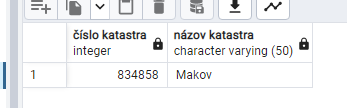 číslo katastra
integer
názov katastra
character varying (50)
1
834858
Makov